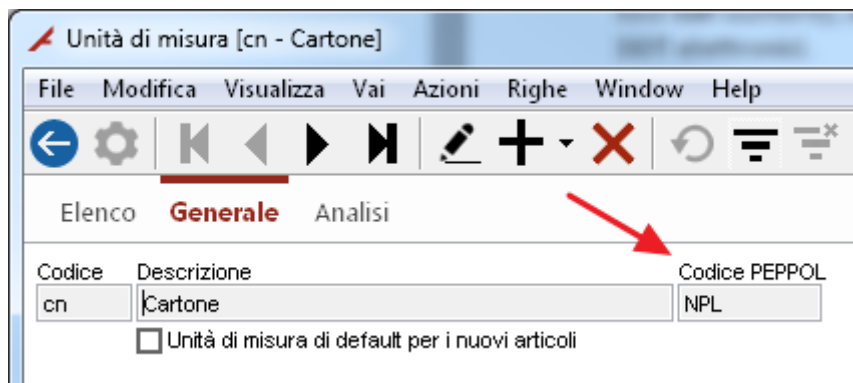 Unità di misura [cn - Cartone]
File Modifica Visualizza Vai Azioni Righe Window Help
Elenco Generale Analisi
Codice Descrizione Codice PEPPOL
cn Cartone NPL
Unità di misura di default per i nuovi articoli